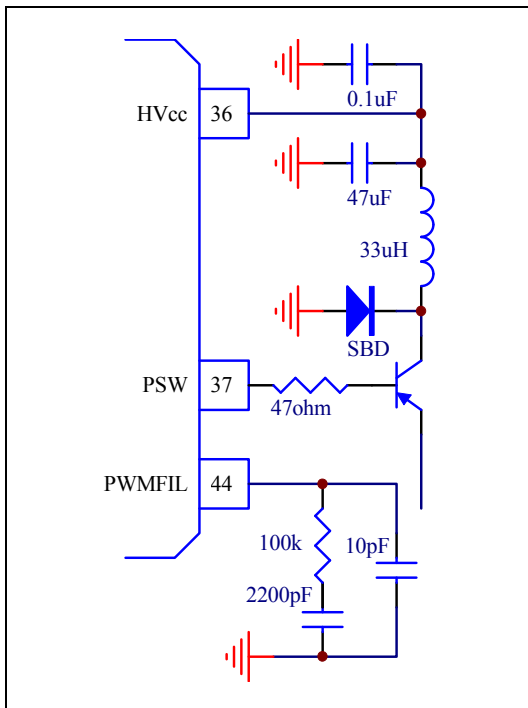 0.1uF
HVcc 36
47uF
33uH
SBD
PSW 37
47ohm
PWMFIL 44
100k
10pF
2200pF